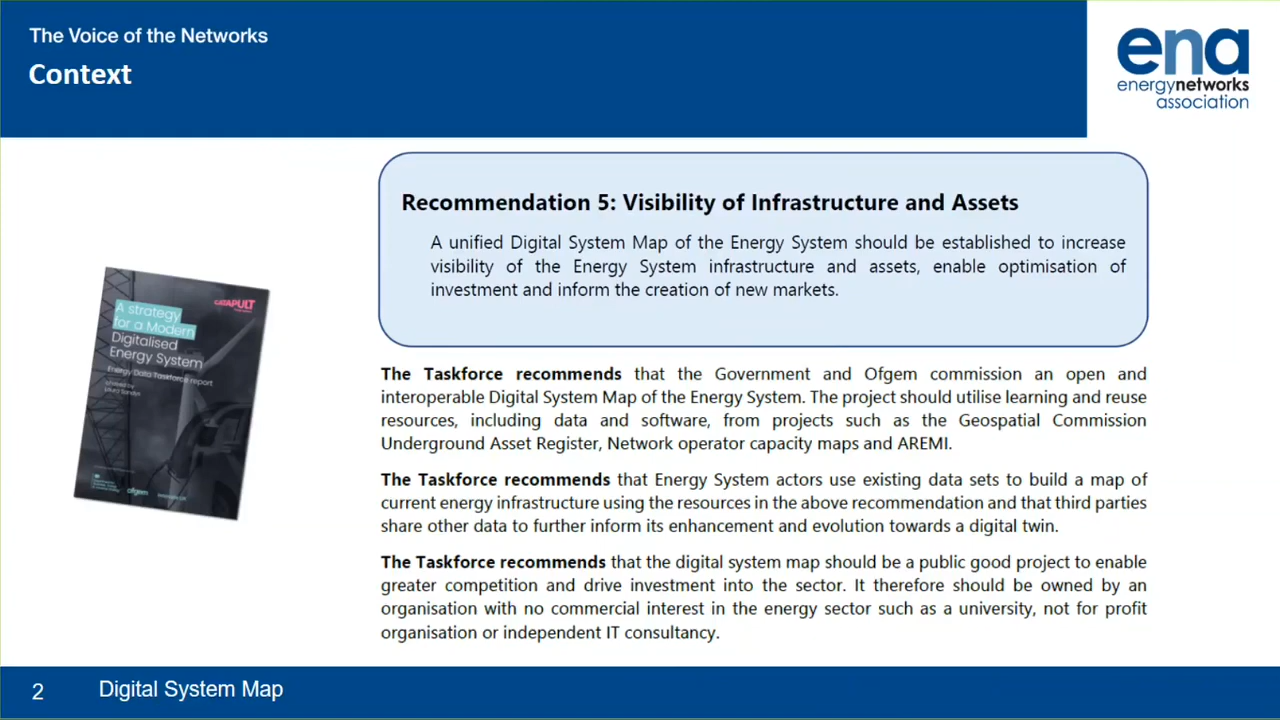 The Voice of the Networks
Context
ena
energynetworks
association
Recommendation 5: Visibility of Infrastructure and Assets
A unified Digital System Map of the Energy System should be established to increase
visibility of the Energy System infrastructure and assets, enable optimisation of
investment and inform the creation of new markets.
CATAPULT
A strategy
for a Modern
Digitalised
Energy System
Energy Data Taskforce report
Laura Sandys
ofgem
The Taskforce recommends that the Government and Ofgem commission an open and
interoperable Digital System Map of the Energy System. The project should utilise learning and reuse
resources, including data and software, from projects such as the Geospatial Commission
Underground Asset Register, Network operator capacity maps and AREMI.
The Taskforce recommends that Energy System actors use existing data sets to build a map of
current energy infrastructure using the resources in the above recommendation and that third parties
share other data to further inform its enhancement and evolution towards a digital twin.
The Taskforce recommends that the digital system map should be a public good project to enable
greater competition and drive investment into the sector. It therefore should be owned by an
organisation with no commercial interest in the energy sector such as a university, not for profit
organisation or independent IT consultancy.
2
Digital System Map